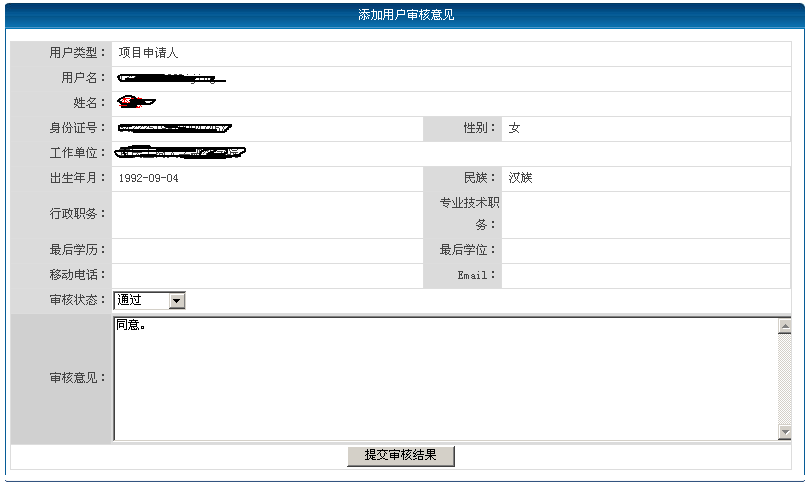 添加用户审核意见
用户类型： 项目申请人
用户名：
姓名：
身份证号： 性别： 女
工作单位：
出生年月： 1992-09-04 民族： 汉族
行政职务： 专业技术职
务：
最后学历： 最后学位：
移动电话： Email：
审核状态： 通过
同意。
审核意见：
提交审核结果